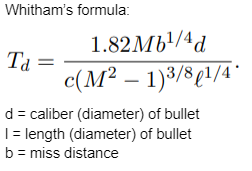 Whitham's formula:
T_d = \frac{1.82Mb^{1/4}d}{c(M^2 − 1)^{3/8}ℓ^{1/4}}.
d = caliber (diameter) of bullet
l = length (diameter) of bullet
b = miss distance